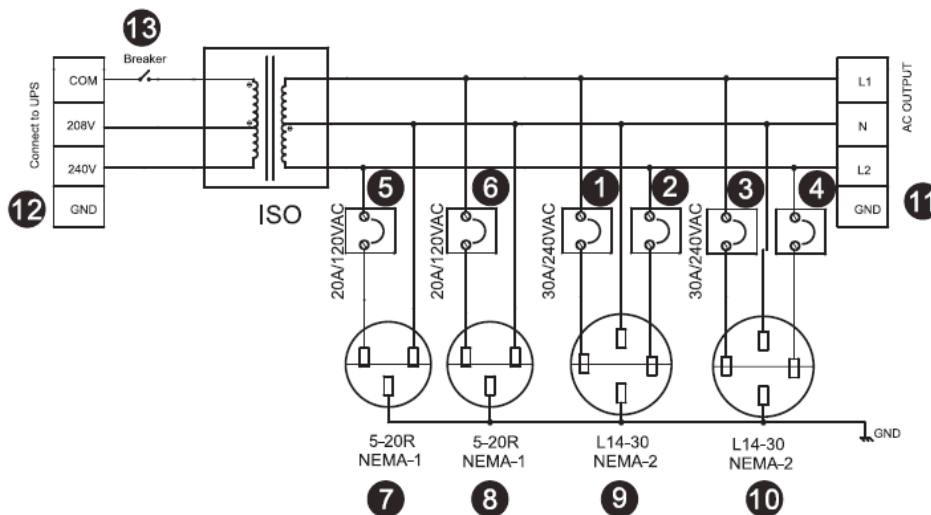 13
Breaker
Connect to UPS
COM
208V
240V
GND
12
ISO
L1
N
L2
GND
AC OUTPUT
11
5
6
1
2
3
4
20A/120VAC
20A/120VAC
30A/240VAC
30A/240VAC
GND
5-20R
NEMA-1
5-20R
NEMA-1
L14-30
NEMA-2
L14-30
NEMA-2
7
8
9
10